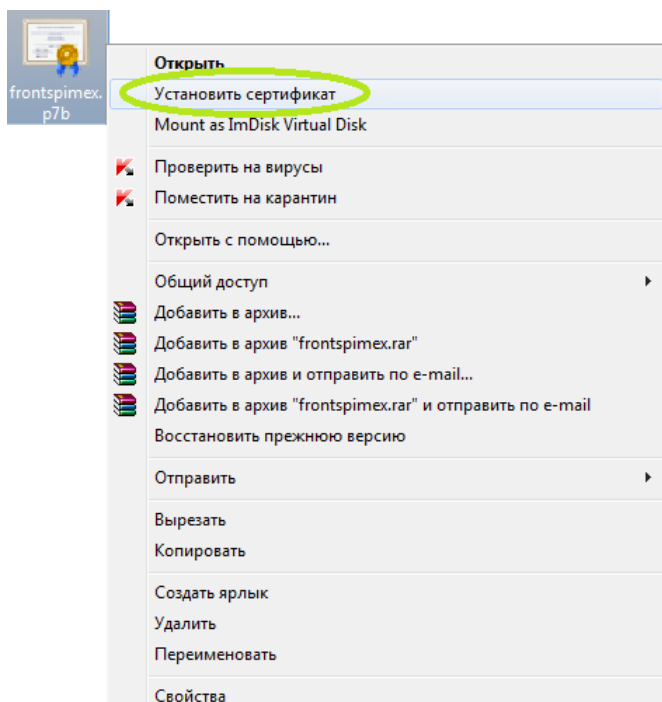 frontspimex.
p7b
Открыть
Установить сертификат
Mount as ImDisk Virtual Disk
Проверить на вирусы
Поместить на карантин
Открыть с помощью...
Общий доступ
Добавить в архив...
Добавить в архив "frontspimex.rar"
Добавить в архив и отправить по e-mail...
Добавить в архив "frontspimex.rar" и отправить по e-mail
Восстановить прежнюю версию
Отправить
Вырезать
Копировать
Создать ярлык
Удалить
Переименовать
Свойства